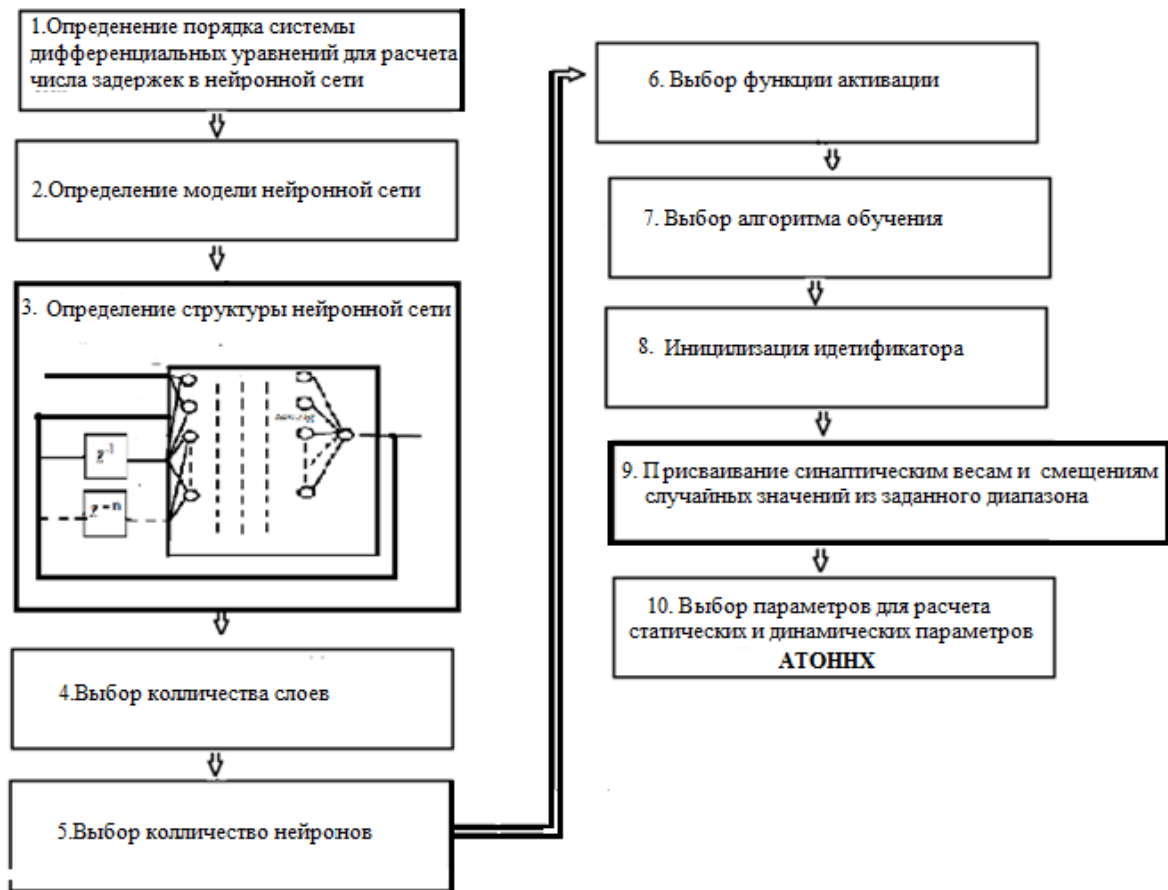 1.Опредeнение порядка системы
дифференциальных уравнений для расчета
числа задержек в нейронной сети
2.Определение модели нейронной сети
3. Определение структуры нейронной сети
z⁻¹
z⁻ⁿ
4.Выбор колличества слоев
5.Выбор колличество нейронов
6. Выбор функции активации
7. Выбор алгоритма обучения
8. Иницилизация идетификатора
9. Присваивание синаптическим весам и смещениям
случайных значений из заданного диапазона
10. Выбор параметров для расчета
статических и динамических параметров
АТОННХ